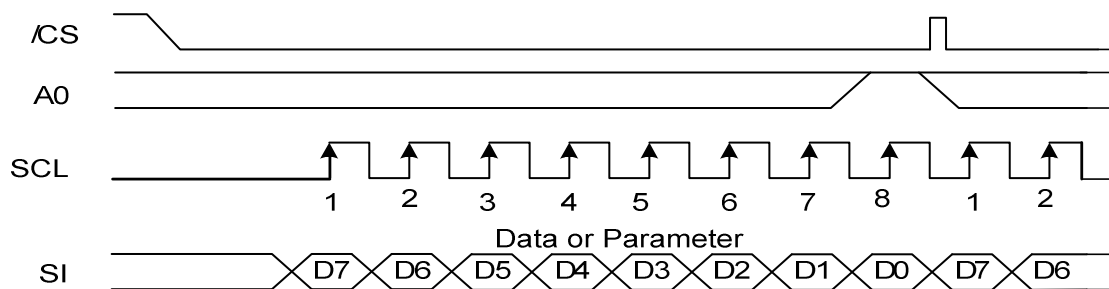 /CS
A0
SCL
1 2 3 4 5 6 7 8 1 2
Data or Parameter
SI D7 D6 D5 D4 D3 D2 D1 D0 D7 D6